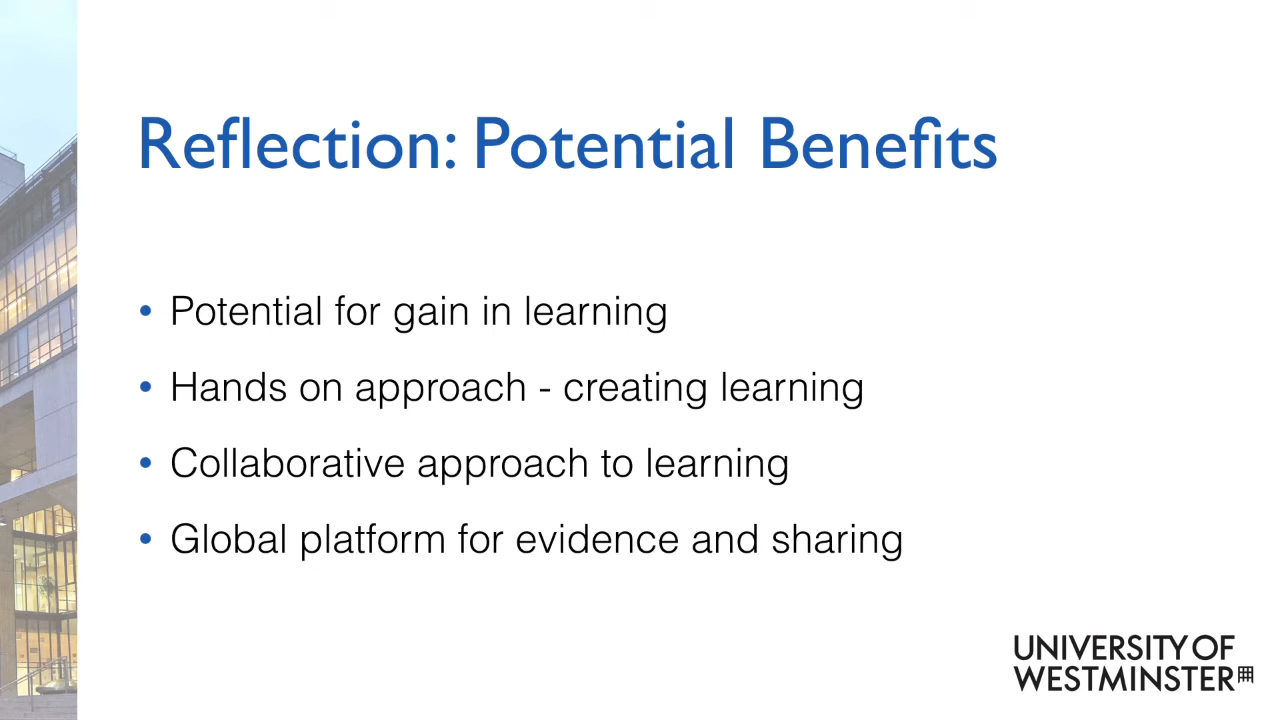 Reflection: Potential Benefits
• Potential for gain in learning
• Hands on approach - creating learning
• Collaborative approach to learning
• Global platform for evidence and sharing
UNIVERSITY OF
WESTMINSTER